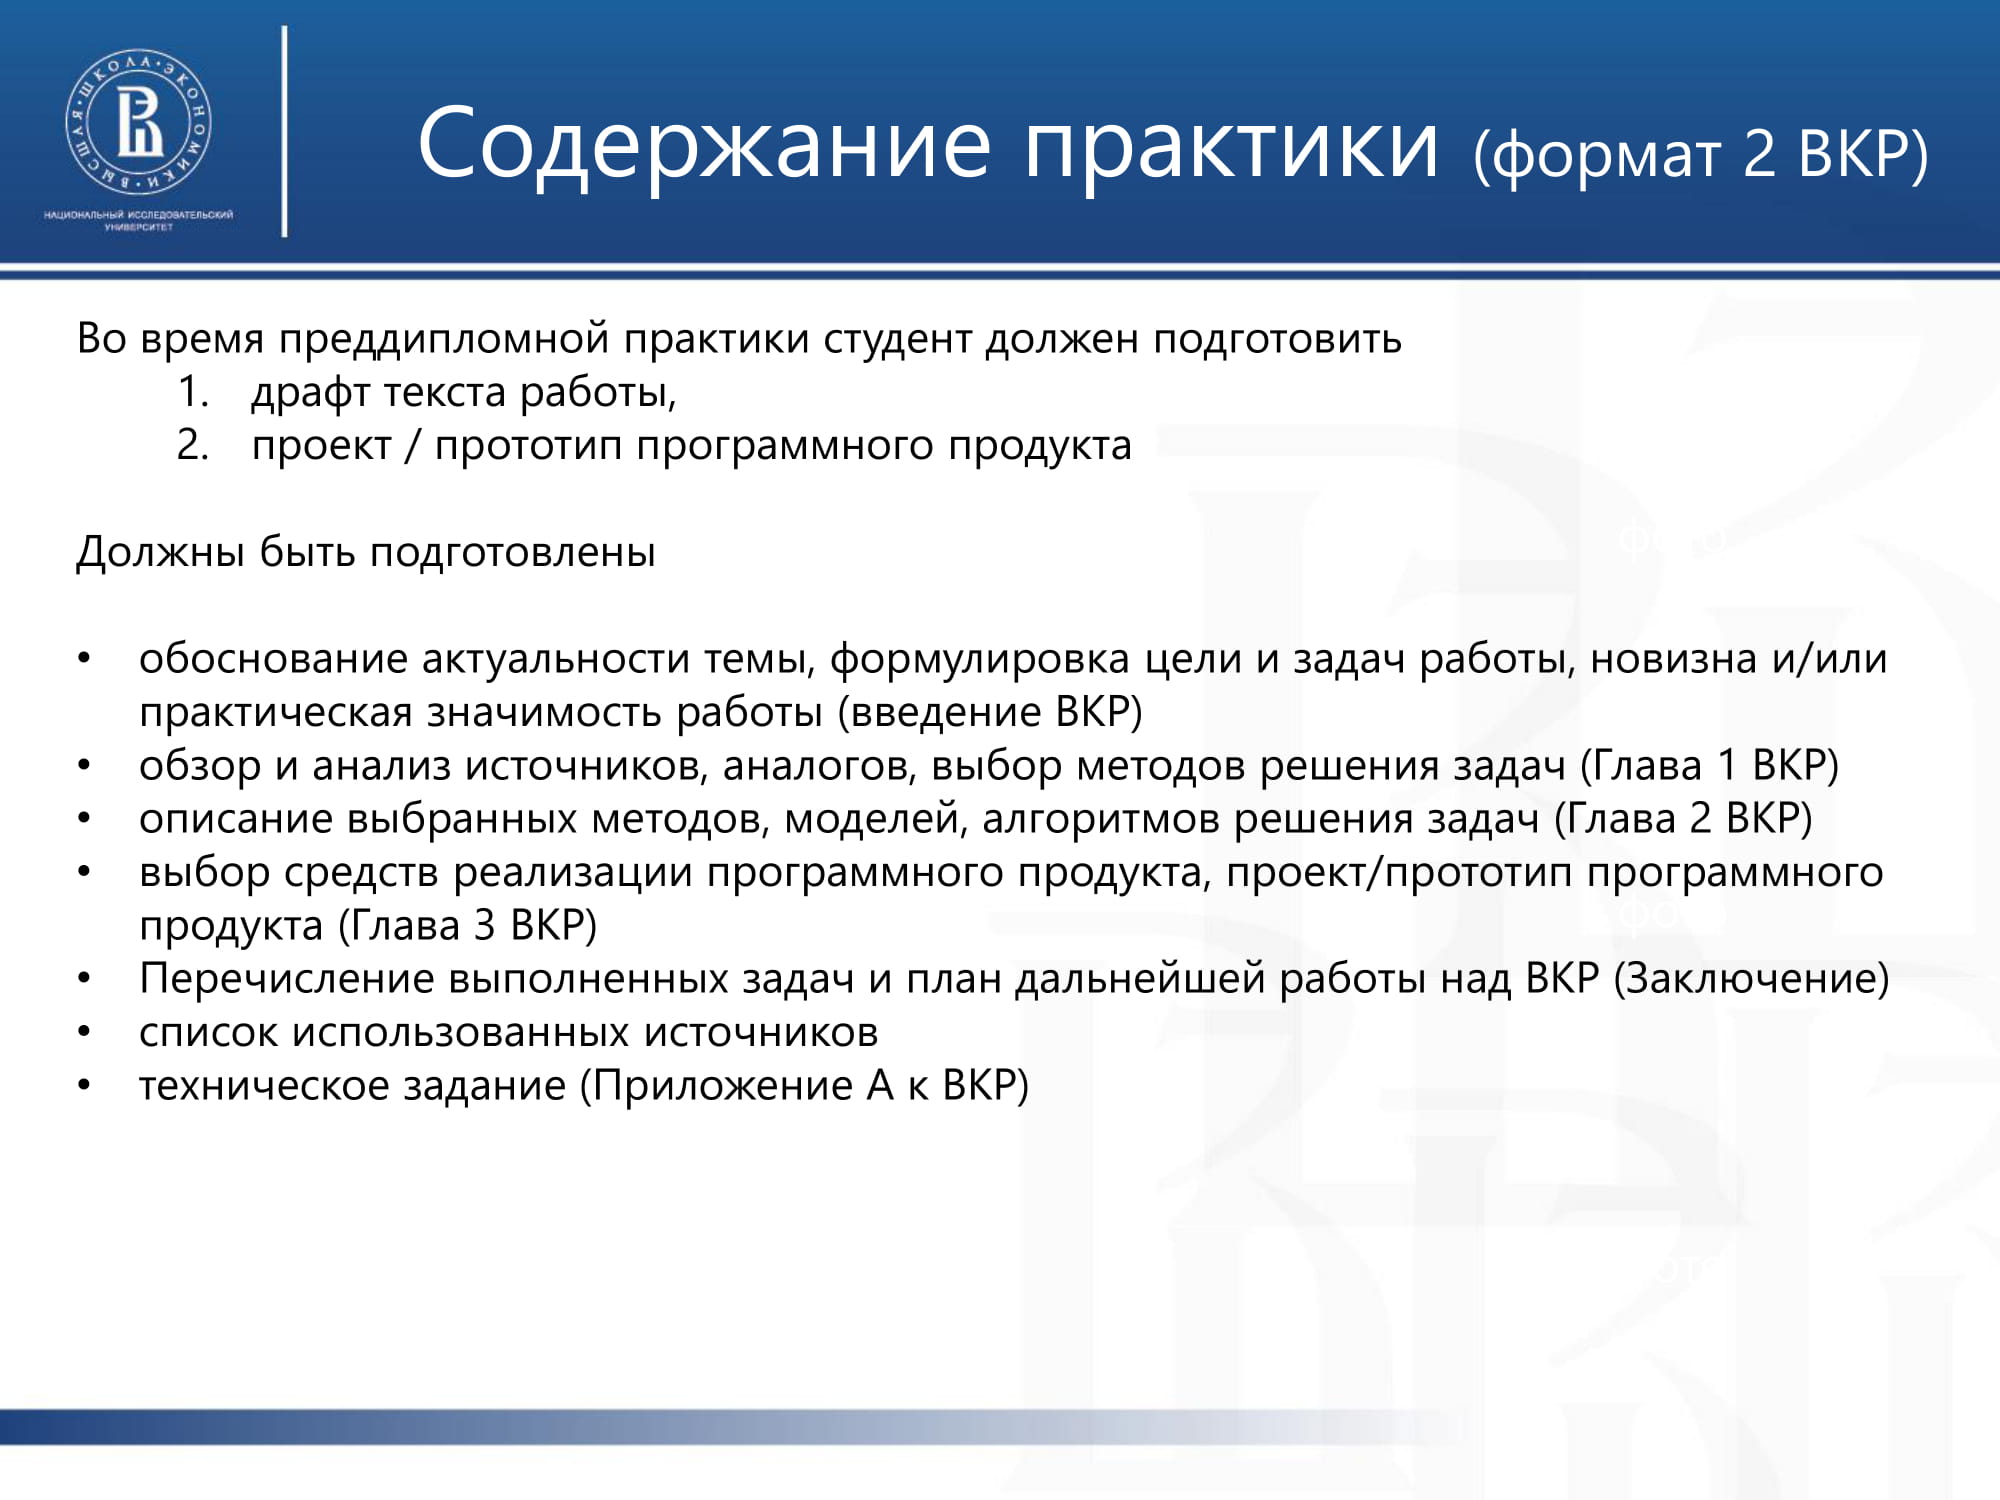 ВЫСШАЯ • ШКОЛА • ЭКОНОМИКИ
НАЦИОНАЛЬНЫЙ ИССЛЕДОВАТЕЛЬСКИЙ
УНИВЕРСИТЕТ
Содержание практики (формат 2 ВКР)
Во время преддипломной практики студент должен подготовить
1. драфт текста работы,
2. проект / прототип программного продукта
фото
Должны быть подготовлены
• обоснование актуальности темы, формулировка цели и задач работы, новизна и/или
практическая значимость работы (введение ВКР)
• обзор и анализ источников, аналогов, выбор методов решения задач (Глава 1 ВКР)
• описание выбранных методов, моделей, алгоритмов решения задач (Глава 2 ВКР)
• выбор средств реализации программного продукта, проект/прототип программного
продукта (Глава 3 ВКР)
фото
• Перечисление выполненных задач и план дальнейшей работы над ВКР (Заключение)
• список использованных источников
• техническое задание (Приложение А к ВКР)